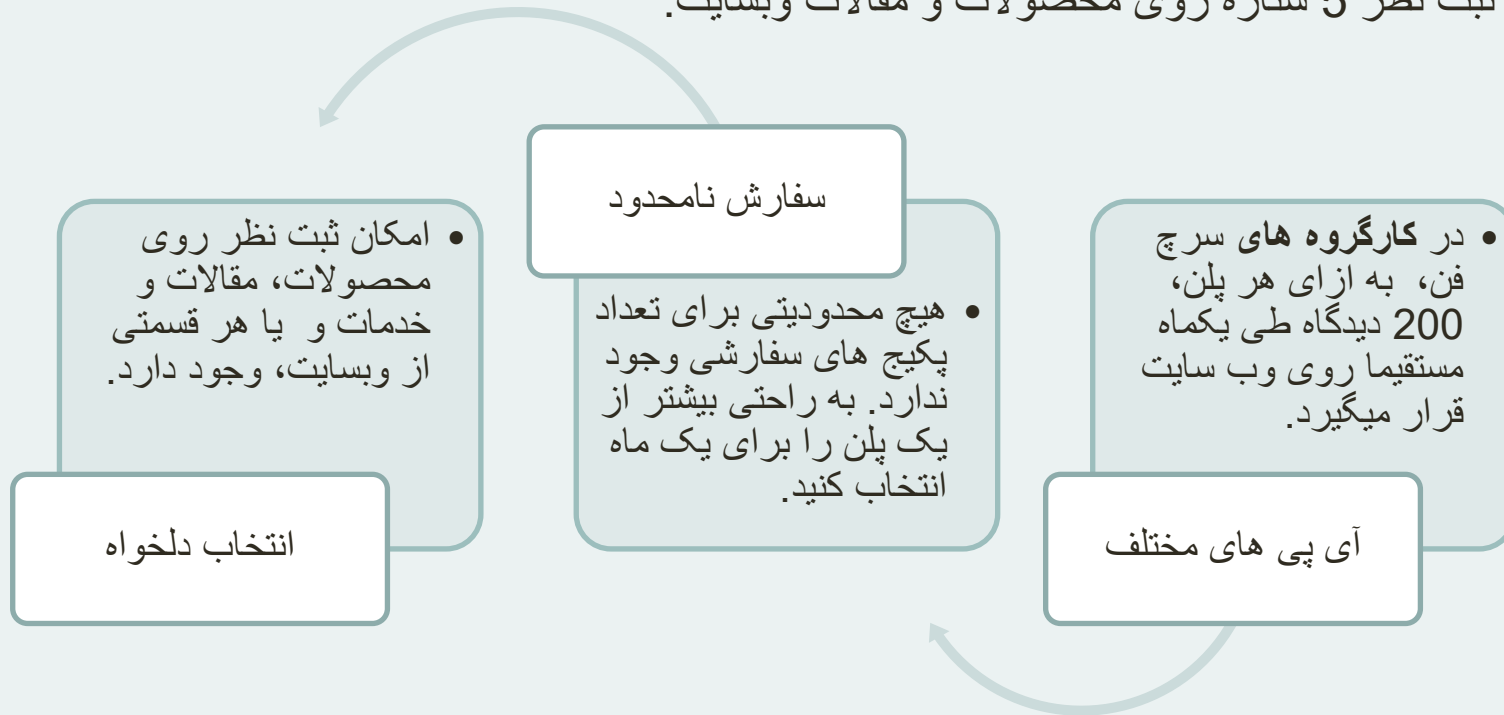 ثبت نظر 5 ستاره روی محصولات و مقالات وبسایت.
• در کارگروه های سرچ
فن، به ازای هر پلن،
200 دیدگاه طی یکماه
مستقیما روی وب سایت
قرار میگیرد.
آی پی های مختلف
سفارش نامحدود
• هیچ محدودیتی برای تعداد
پکیج های سفارشی وجود
ندارد. به راحتی بیشتر از
یک پلن را برای یک ماه
انتخاب کنید.
• امکان ثبت نظر روی
محصولات، مقالات و
خدمات و یا هر قسمتی
از وبسایت، وجود دارد.
انتخاب دلخواه